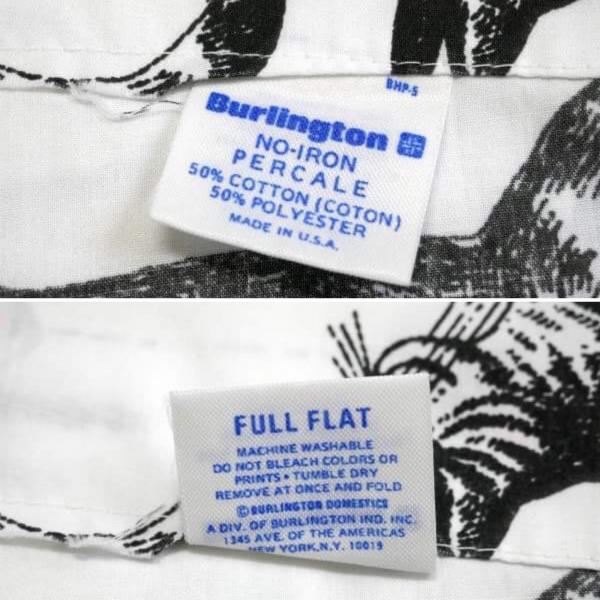 BHP-5
Burlington
NO-IRON
PERCALE
50% COTTON (COTON)
50% POLYESTER
MADE IN U.S.A.
FULL FLAT
MACHINE WASHABLE
DO NOT BLEACH COLORS OR
PRINTS • TUMBLE DRY
REMOVE AT ONCE AND FOLD
©BURLINGTON DOMESTICS
A DIV. OF BURLINGTON IND. INC.
1345 AVE. OF THE AMERICAS
NEW YORK, N.Y. 10019